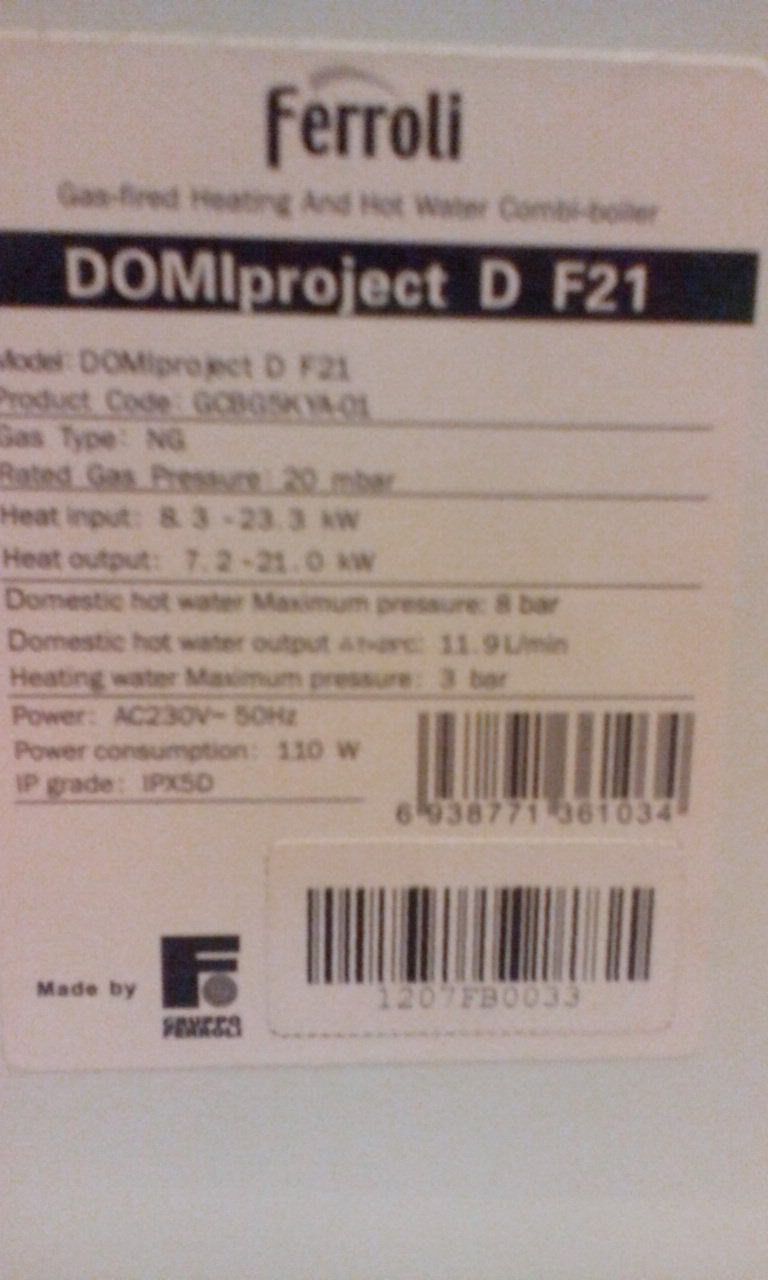 Ferroli
Gas-fired Heating And Hot Water Combi-boiler
DOMIproject D F21
Model: DOMIproject D F21
Product Code: GCBG5KYA-01
Gas Type: NG
Rated Gas Pressure: 20 mbar
Heat input: 8.3 -23.3 kW
Heat output: 7.2 -21.0 kW
Domestic hot water Maximum pressure: 8 bar
Domestic hot water output 11.9 L/min
Heating water Maximum pressure: 3 bar
Power: AC230V~ 50Hz
Power consumption: 110 W
IP grade: IPX5D
6 938771 361034
Made by
GRUPPO
FERROLI
1207FB0033